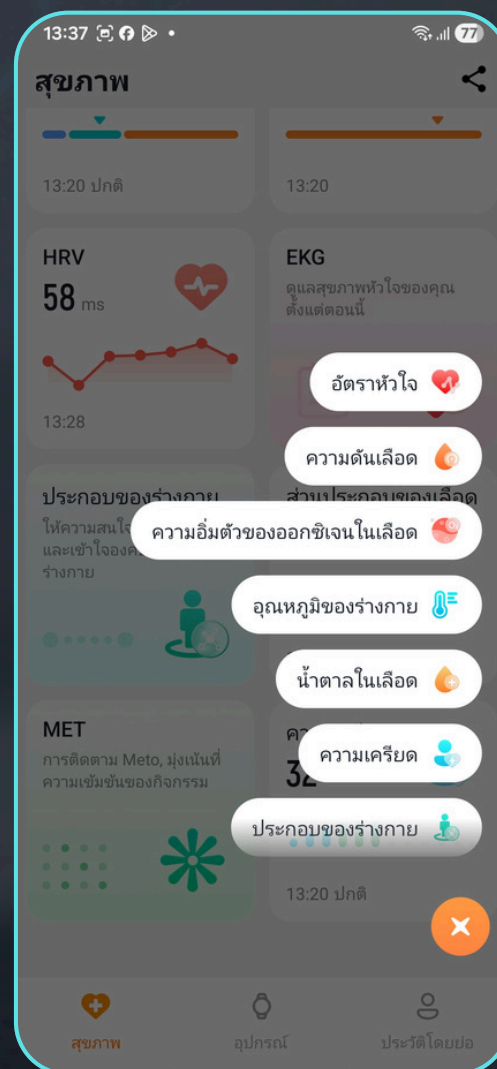 13:37
77
สุขภาพ
13:20 ปกติ
13:20
HRV
58 ms
13:28
EKG
ดูแลสุขภาพหัวใจของคุณ
ตั้งแต่ตอนนี้
อัตราหัวใจ
ความดันเลือด
ประกอบของร่างกาย
ให้ความสนใจ
และเข้าใจองค์
ร่างกาย
ส่วนประกอบของเลือด
ความอิ่มตัวของออกซิเจนในเลือด
อุณหภูมิของร่างกาย
น้ำตาลในเลือด
MET
การติดตาม Meto, มุ่งเน้นที่
ความเข้มข้นของกิจกรรม
ความเครียด
32
ประกอบของร่างกาย
13:20 ปกติ
สุขภาพ
อุปกรณ์
ประวัติโดยย่อ